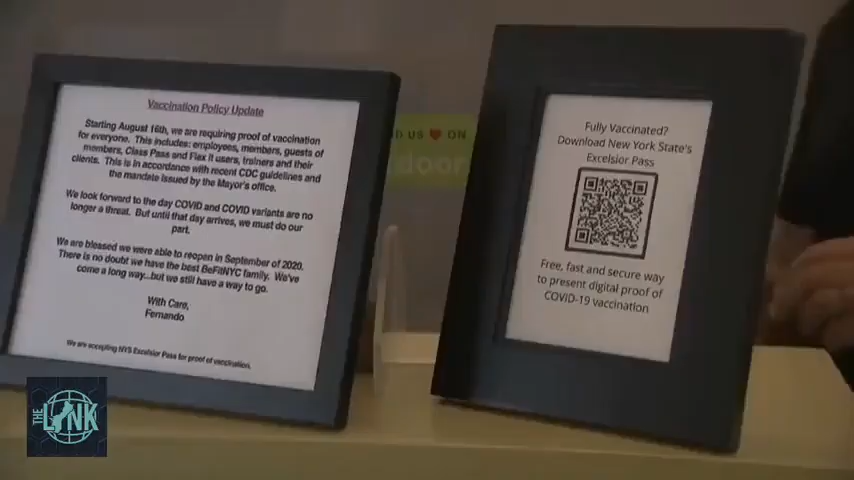 Vaccination Policy Update
Starting August 16th, we are requiring proof of vaccination
for everyone. This includes: employees, members, guests of
members, Class Pass and Flex it users, trainers and their
clients. This is in accordance with recent CDC guidelines and
the mandate issued by the Mayor's office.
We look forward to the day COVID and COVID variants are no
longer a threat. But until that day arrives, we must do our
part.
We are blessed we were able to reopen in September of 2020.
There is no doubt we have the best BeFitNYC family. We've
come a long way...but we still have a way to go.
With Care,
Fernando
We are accepting NYS Excelsior Pass for proof of vaccination.
D US ON
door
Fully Vaccinated?
Download New York State's
Excelsior Pass
Free, fast and secure way
to present digital proof of
COVID-19 vaccination
THE LINK